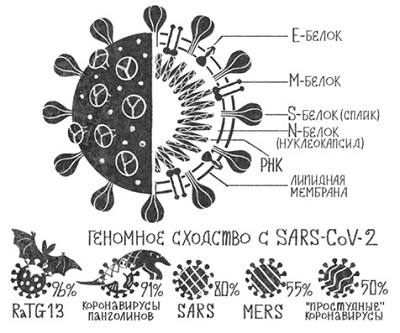 E-БЕЛОК
M-БЕЛОК
S-БЕЛОК (СПАЙК)
N-БЕЛОК
(НУКЛЕОКАПСИД)
РНК
ЛИПИДНАЯ
МЕМБРАНА
ГЕНОМНОЕ СХОДСТВО С SARS-CoV-2
96%
91%
80%
55%
50%
RaTG13
КОРОНАВИРУСЫ
ПАНГОЛИНОВ
SARS
MERS
"ПРОСТУДНЫЕ"
КОРОНАВИРУСЫ